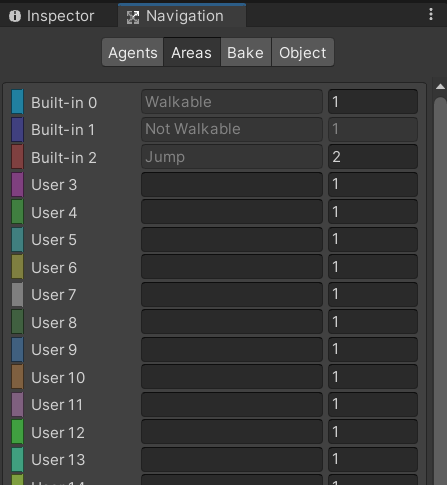 Inspector Navigation
Agents Areas Bake Object
Built-in 0 Walkable 1
Built-in 1 Not Walkable 1
Built-in 2 Jump 2
User 3 1
User 4 1
User 5 1
User 6 1
User 7 1
User 8 1
User 9 1
User 10 1
User 11 1
User 12 1
User 13 1
User 14